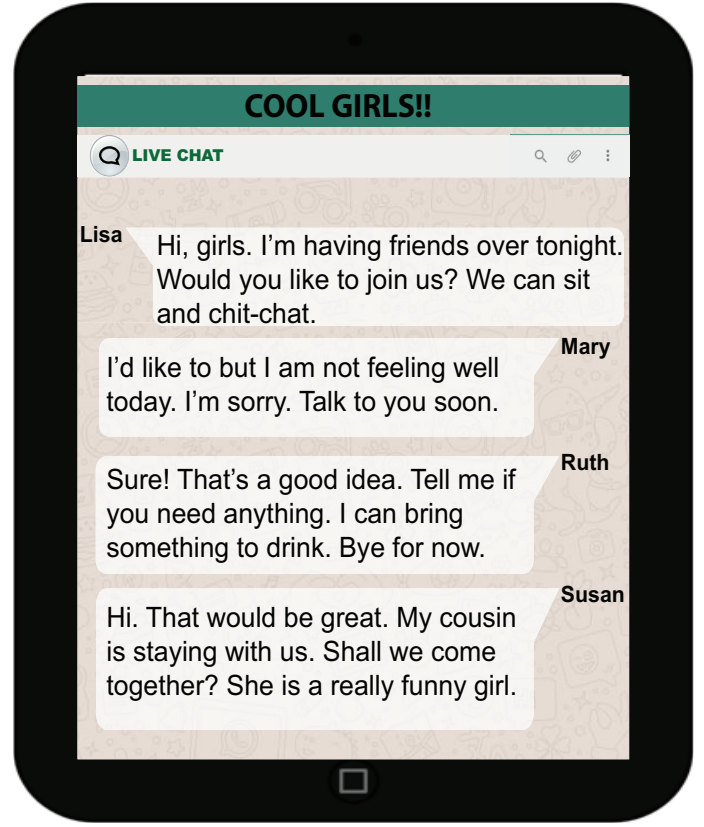 COOL GIRLS!!
LIVE CHAT
Lisa
Hi, girls. I’m having friends over tonight.
Would you like to join us? We can sit
and chit-chat.
Mary
I’d like to but I am not feeling well
today. I’m sorry. Talk to you soon.
Ruth
Sure! That’s a good idea. Tell me if
you need anything. I can bring
something to drink. Bye for now.
Susan
Hi. That would be great. My cousin
is staying with us. Shall we come
together? She is a really funny girl.